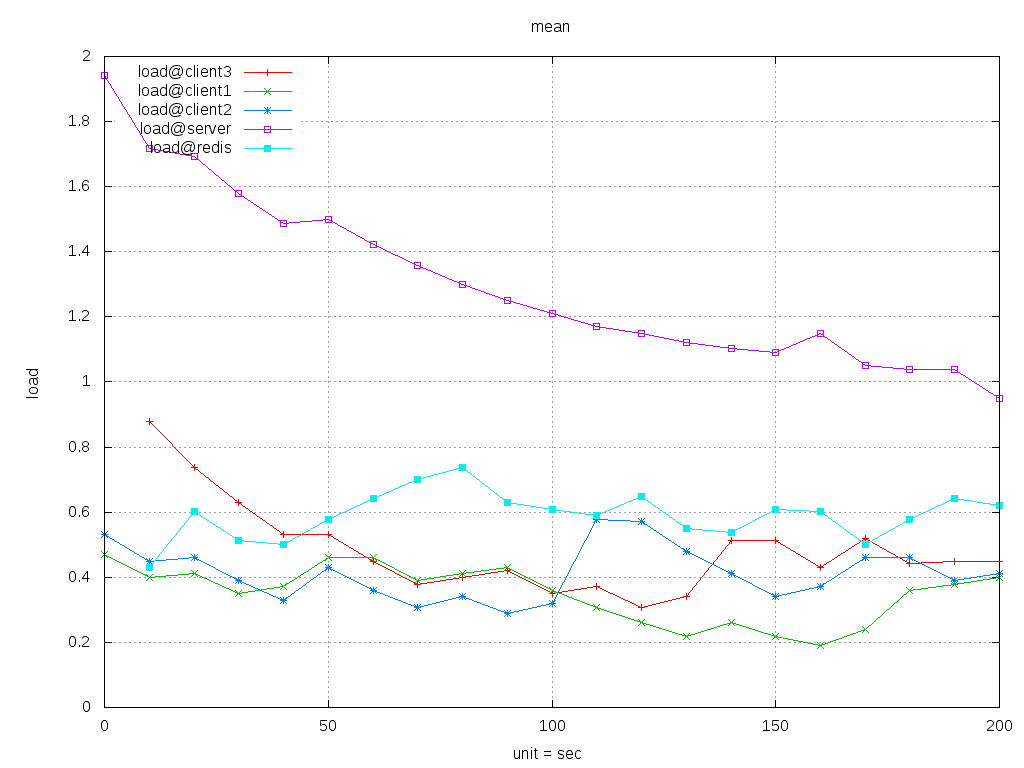 mean
2
load@client3
load@client1
load@client2
1.8
load@server
load@redis
1.6
1.4
1.2
1
load
0.8
0.6
0.4
0.2
0
0 50 100 150 200
unit = sec